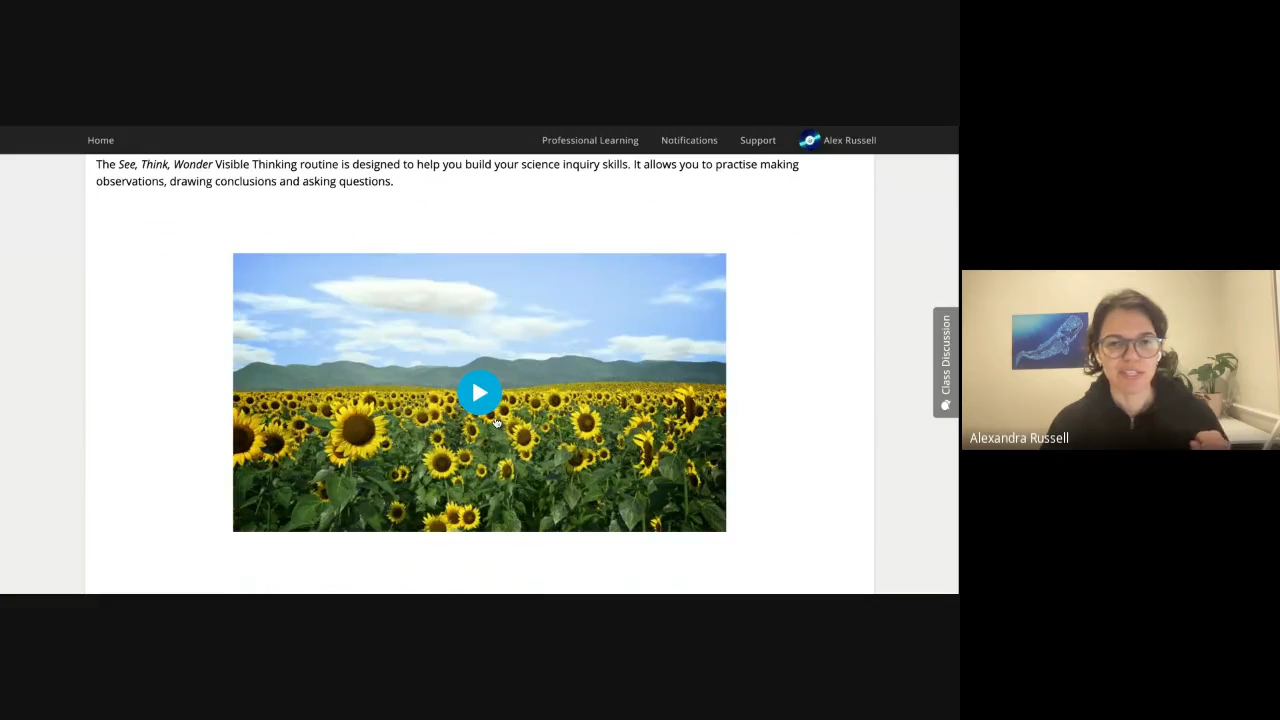 Home
Professional Learning
Notifications
Support
Alex Russell
The See, Think, Wonder Visible Thinking routine is designed to help you build your science inquiry skills. It allows you to practise making
observations, drawing conclusions and asking questions.
Class Discussion
Alexandra Russell